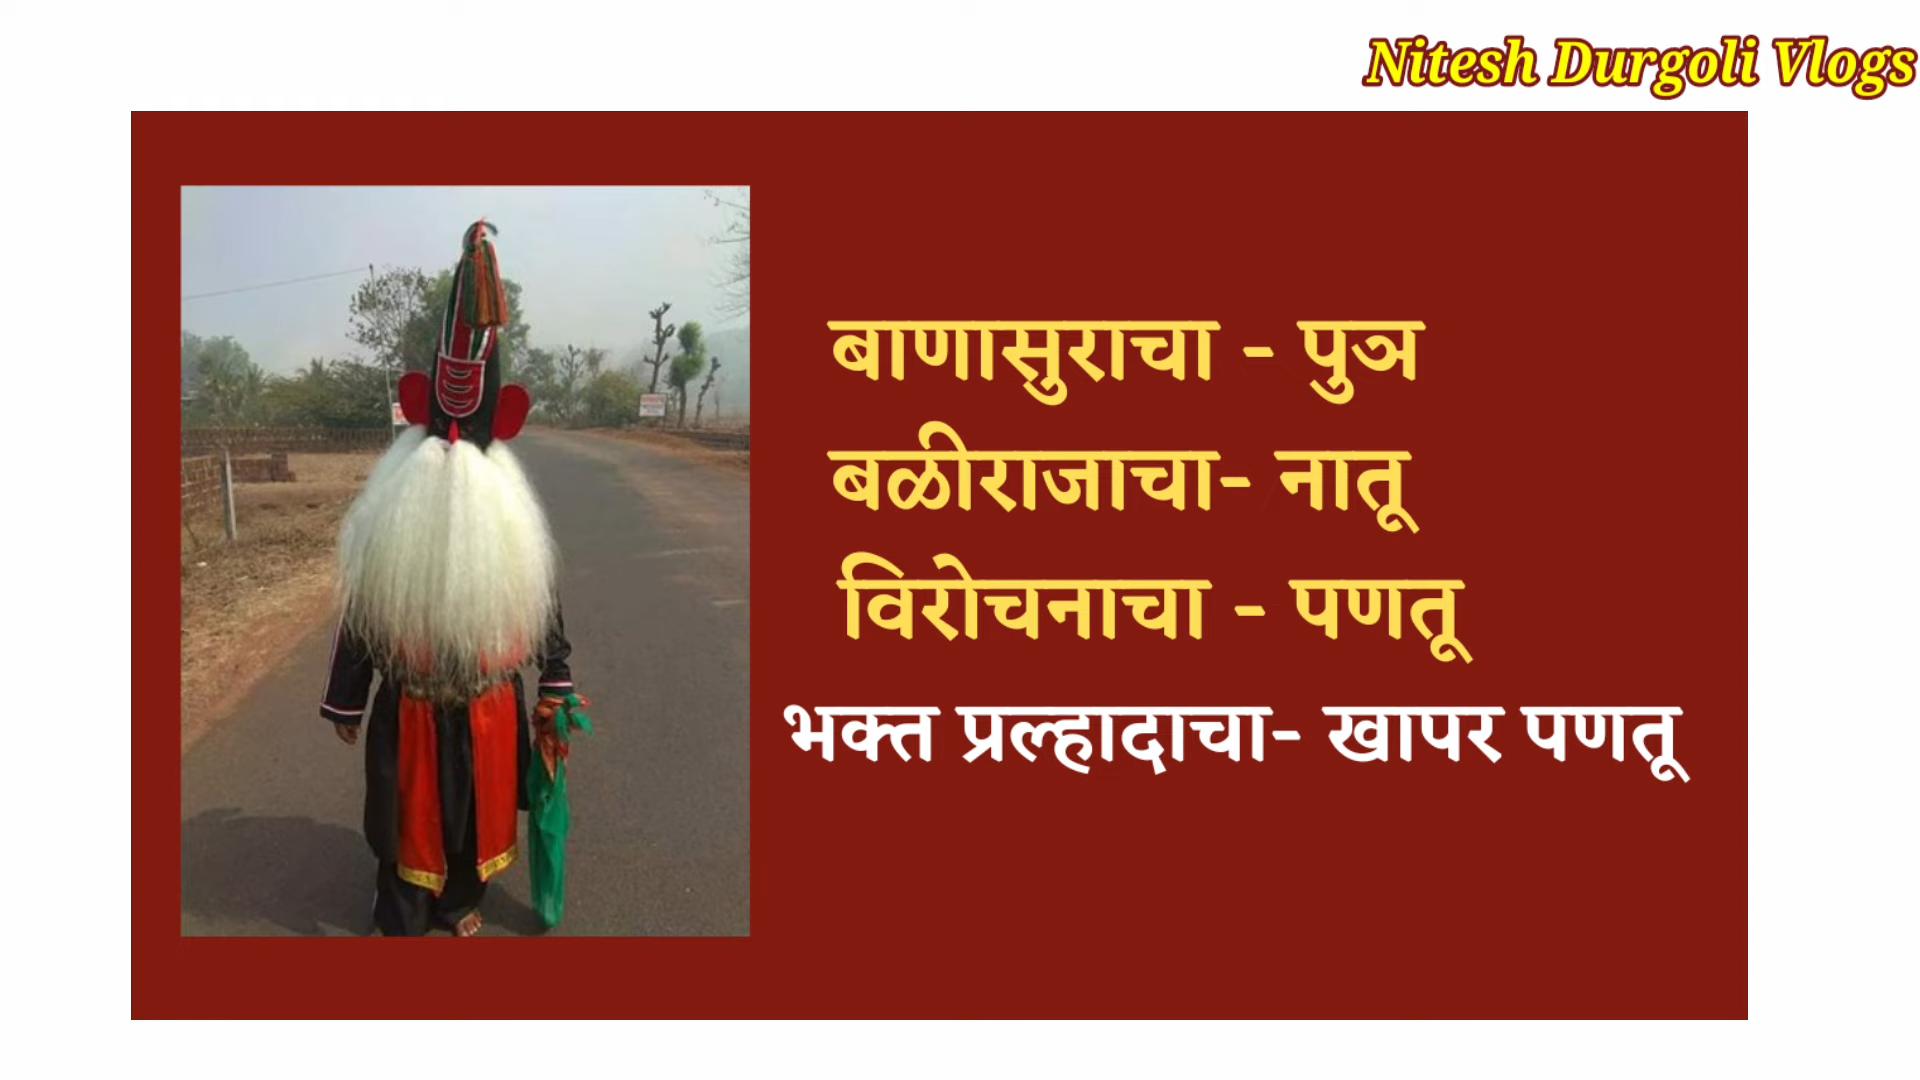 Nitesh Durgoli Vlogs
बाणासुराचा - पुञ
बळीराजाचा- नातू
विरोचनाचा - पणतू
भक्त प्रल्हादाचा- खापर पणतू